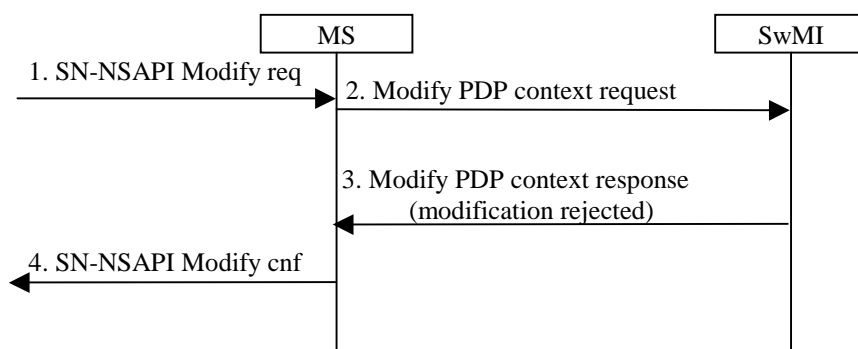 MS
SwMI
1. SN-NSAPI Modify req
2. Modify PDP context request
3. Modify PDP context response
(modification rejected)
4. SN-NSAPI Modify cnf